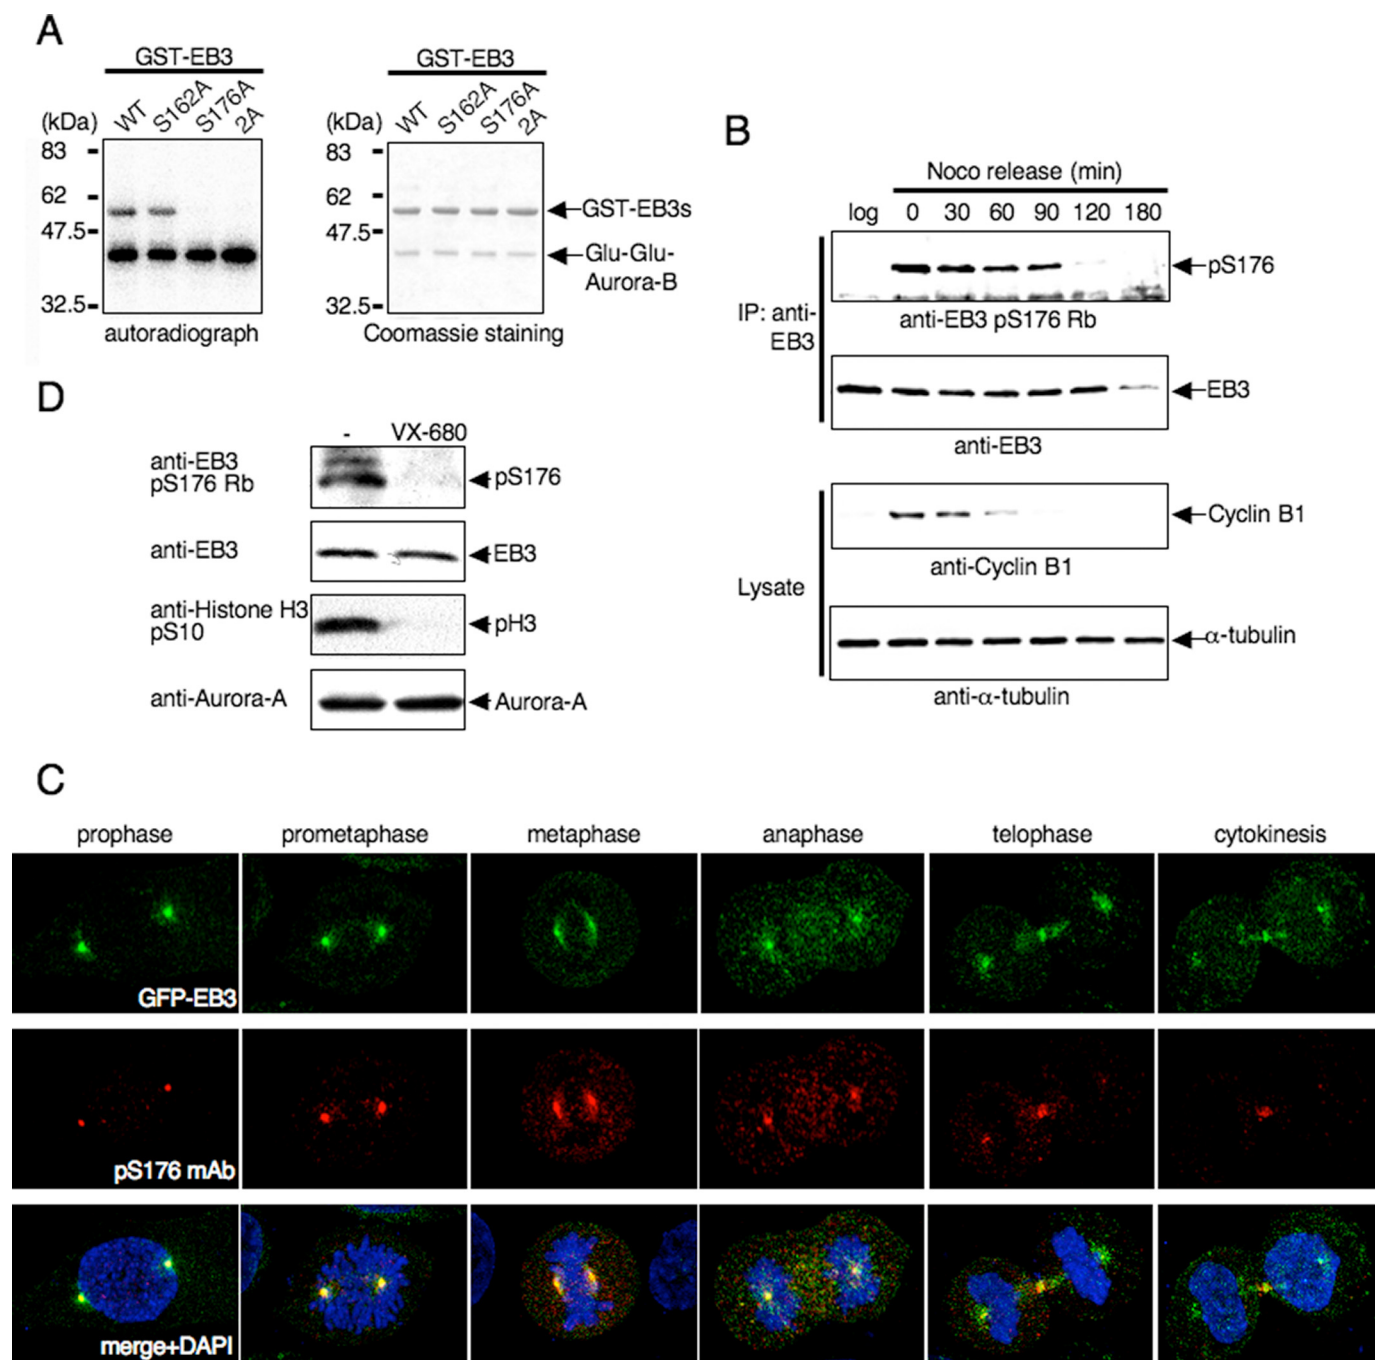 A
GST-EB3
(kDa)
WT S162A S176A 2A
83
62
47.5
32.5
autoradiograph
GST-EB3
(kDa)
WT S162A S176A 2A
83
62
47.5
32.5
GST-EB3s
Glu-Glu-
Aurora-B
Coomassie staining
B
Noco release (min)
log 0 30 60 90 120 180
IP: anti-
EB3
pS176
anti-EB3 pS176 Rb
EB3
anti-EB3
Lysate
Cyclin B1
anti-Cyclin B1
α-tubulin
anti-α-tubulin
D
- VX-680
anti-EB3
pS176 Rb
pS176
anti-EB3
EB3
anti-Histone H3
pS10
pH3
anti-Aurora-A
Aurora-A
C
prophase prometaphase metaphase anaphase telophase cytokinesis
GFP-EB3
pS176 mAb
merge+DAPI